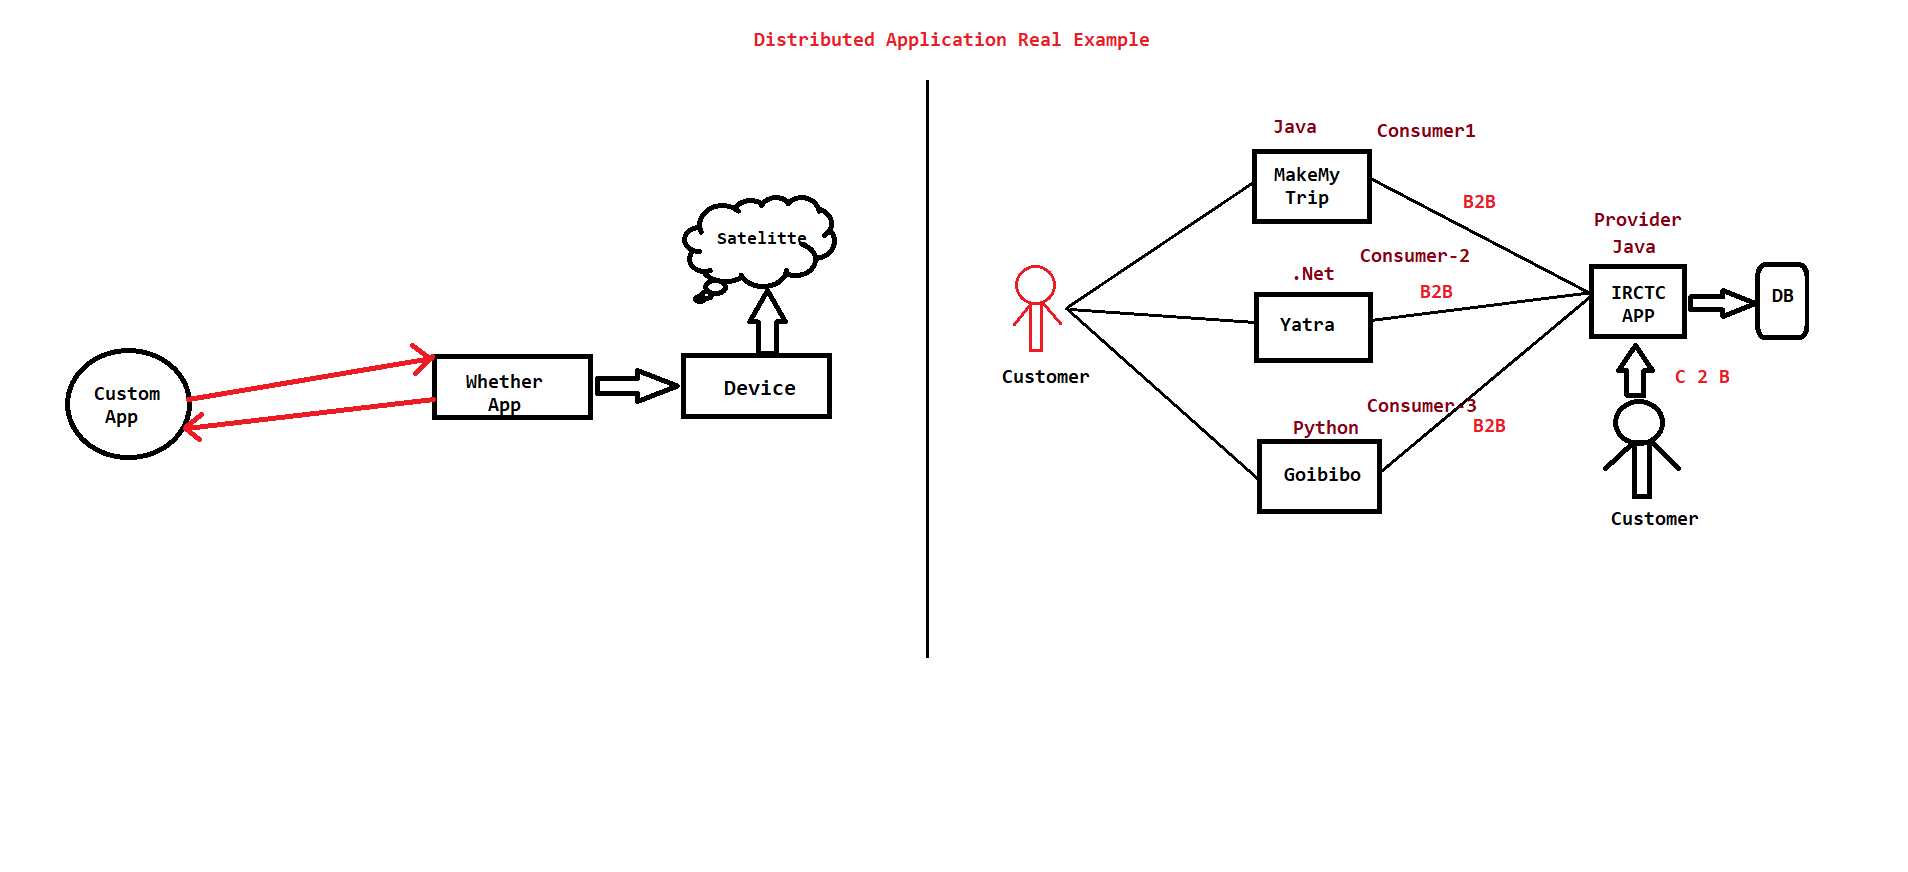 Distributed Application Real Example
Satelitte
Custom
App
Whether
App
Device
Java
Consumer1
MakeMy
Trip
B2B
Provider
Java
Consumer-2
.Net
B2B
IRCTC
APP
DB
Yatra
Customer
C 2 B
Consumer-3
Python
B2B
Goibibo
Customer